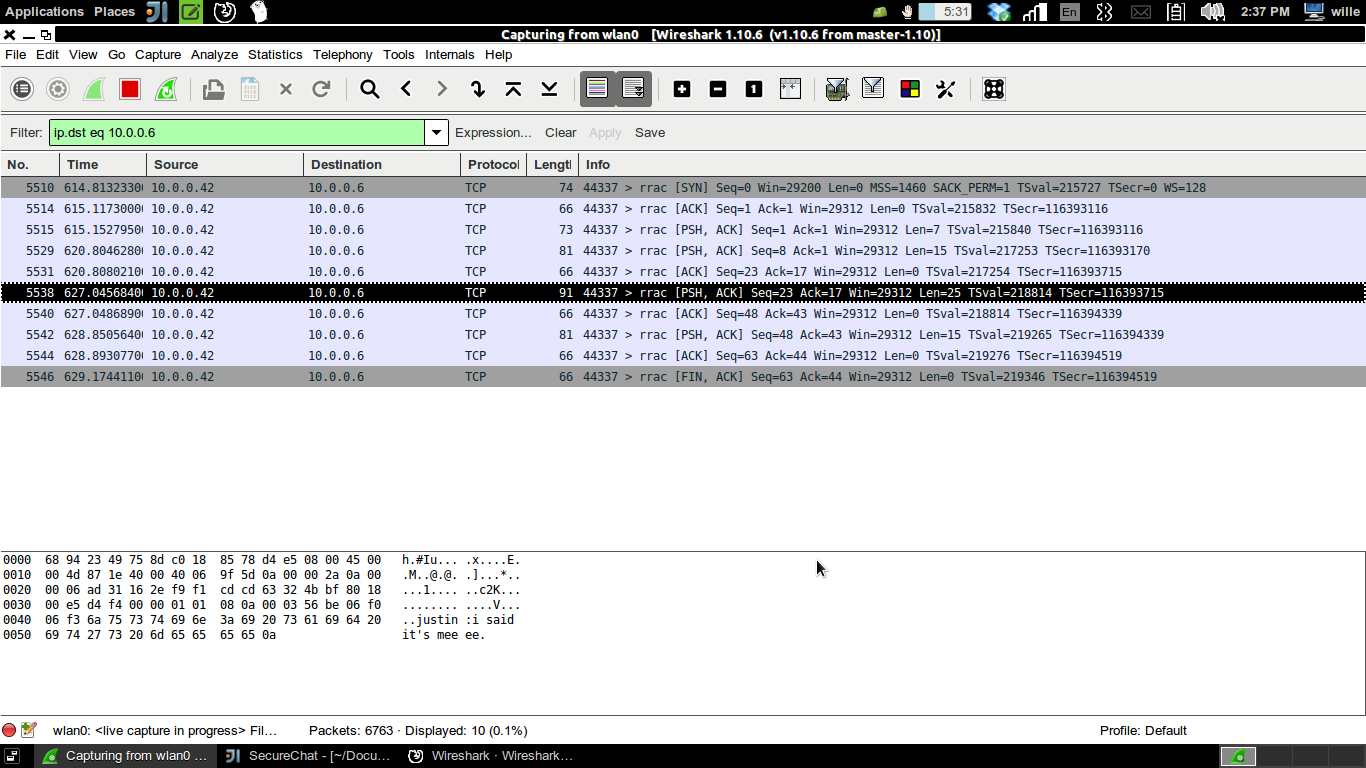 Applications Places 5:31 En 2:37 PM wille
Capturing from wlan0 [Wireshark 1.10.6 (v1.10.6 from master-1.10)]
File Edit View Go Capture Analyze Statistics Telephony Tools Internals Help
Filter: ip.dst eq 10.0.0.6 Expression... Clear Apply Save
No. Time Source Destination Protocol Lengtl Info
5510 614.81323300 10.0.0.42 10.0.0.6 TCP 74 44337 > rrac [SYN] Seq=0 Win=29200 Len=0 MSS=1460 SACK_PERM=1 TSval=215727 TSecr=0 WS=128
5514 615.11730000 10.0.0.42 10.0.0.6 TCP 66 44337 > rrac [ACK] Seq=1 Ack=1 Win=29312 Len=0 TSval=215832 TSecr=116393116
5515 615.15279500 10.0.0.42 10.0.0.6 TCP 73 44337 > rrac [PSH, ACK] Seq=1 Ack=1 Win=29312 Len=7 TSval=215840 TSecr=116393116
5529 620.80462800 10.0.0.42 10.0.0.6 TCP 81 44337 > rrac [PSH, ACK] Seq=8 Ack=1 Win=29312 Len=15 TSval=217253 TSecr=116393170
5531 620.80802100 10.0.0.42 10.0.0.6 TCP 66 44337 > rrac [ACK] Seq=23 Ack=17 Win=29312 Len=0 TSval=217254 TSecr=116393715
5538 627.04568400 10.0.0.42 10.0.0.6 TCP 91 44337 > rrac [PSH, ACK] Seq=23 Ack=17 Win=29312 Len=25 TSval=218814 TSecr=116393715
5540 627.04868900 10.0.0.42 10.0.0.6 TCP 66 44337 > rrac [ACK] Seq=48 Ack=43 Win=29312 Len=0 TSval=218814 TSecr=116394339
5542 628.85056400 10.0.0.42 10.0.0.6 TCP 81 44337 > rrac [PSH, ACK] Seq=48 Ack=43 Win=29312 Len=15 TSval=219265 TSecr=116394339
5544 628.89307700 10.0.0.42 10.0.0.6 TCP 66 44337 > rrac [ACK] Seq=63 Ack=44 Win=29312 Len=0 TSval=219276 TSecr=116394519
5546 629.17441100 10.0.0.42 10.0.0.6 TCP 66 44337 > rrac [FIN, ACK] Seq=63 Ack=44 Win=29312 Len=0 TSval=219346 TSecr=116394519
0000 68 94 23 49 75 8d c0 18 85 78 d4 e5 08 00 45 00 h.#Iu... .x....E.
0010 00 4d 87 1e 40 00 40 06 9f 5d 0a 00 00 2a 0a 00 .M..@.@. .]...*..
0020 00 06 ad 31 16 2e f9 f1 cd cd 63 32 4b bf 80 18 ...1.... ..c2K...
0030 00 e5 d4 f4 00 00 01 01 08 0a 00 03 56 be 06 f0 ........ ....V...
0040 06 f3 6a 75 73 74 69 6e 3a 69 20 73 61 69 64 20 ..justin :i said
0050 69 74 27 73 20 6d 65 65 65 65 0a it's mee ee.
wlan0: <live capture in progress> Fil... Packets: 6763 · Displayed: 10 (0.1%) Profile: Default
Capturing from wlan0 ... SecureChat - [~/Docu... Wireshark · Wireshark...